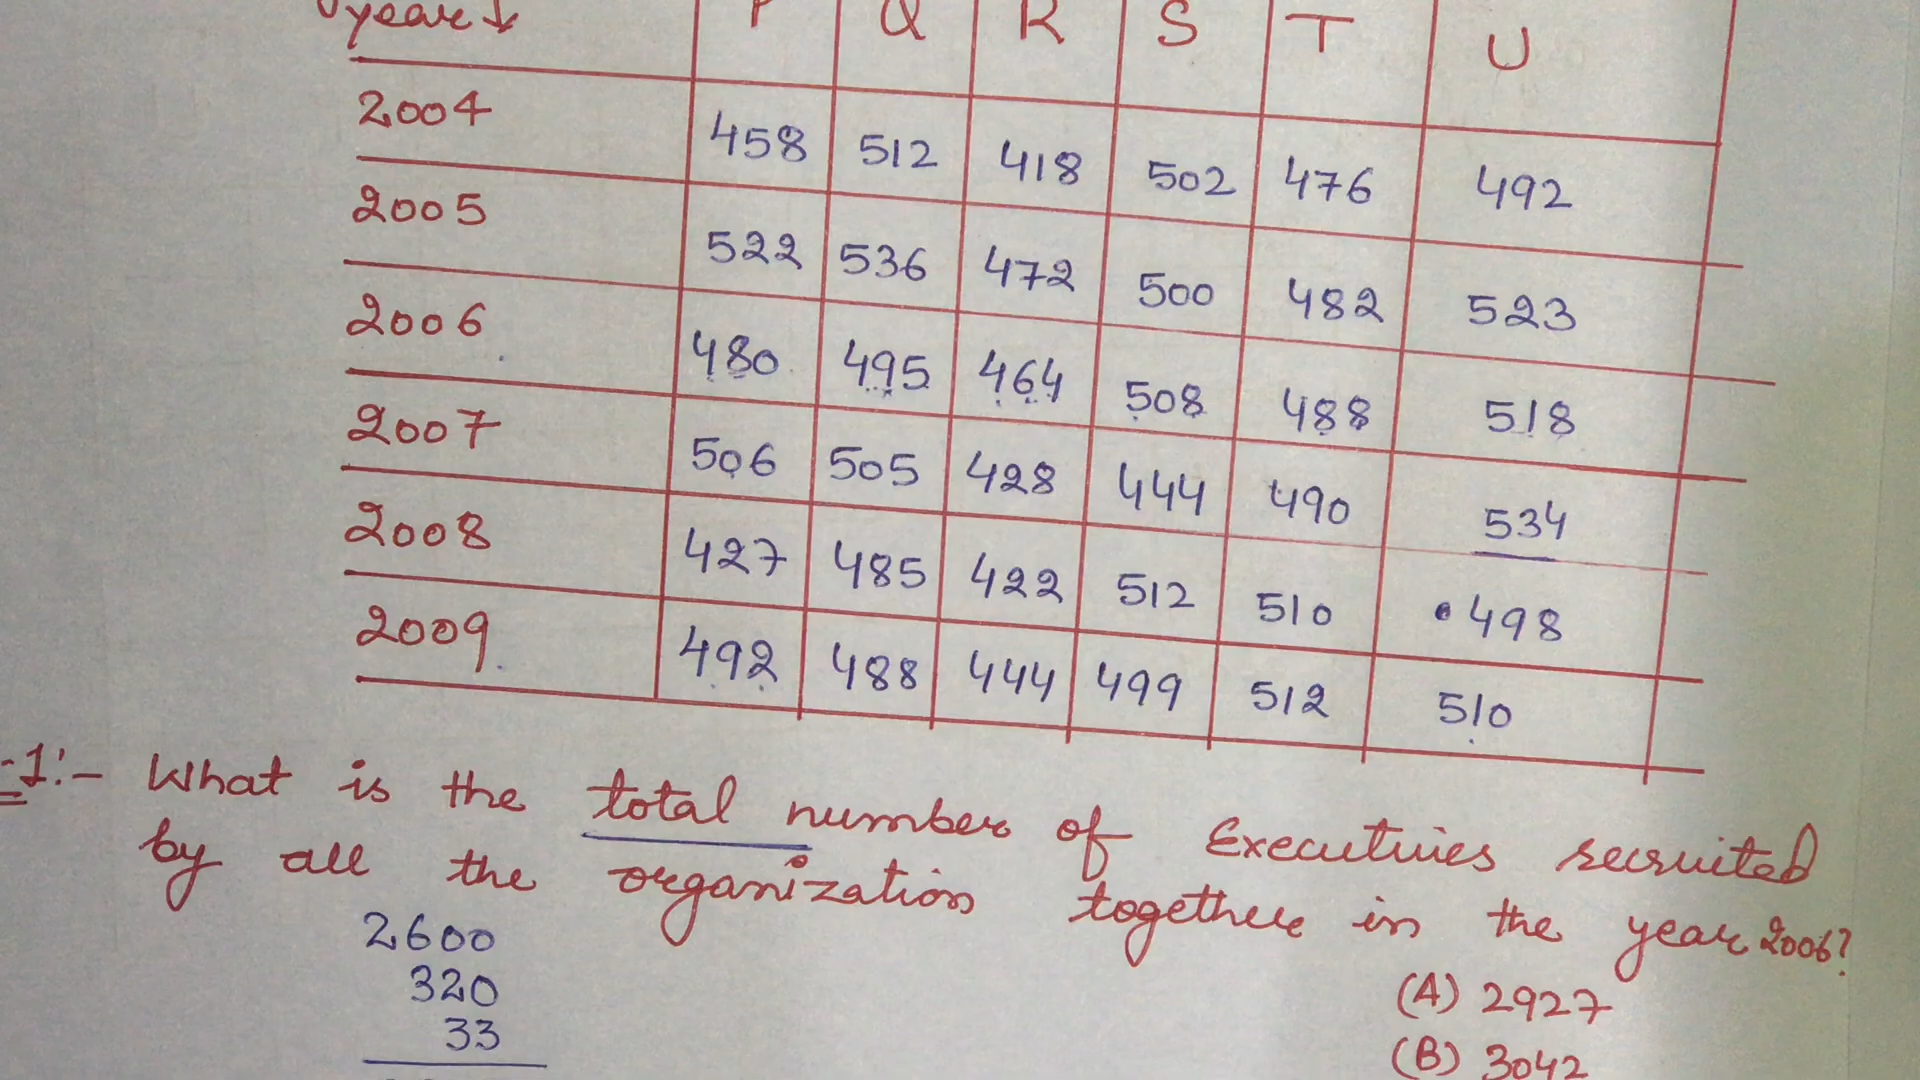 year ↓ P Q R S T U
2004 458 512 418 502 476 492
2005 522 536 472 500 482 523
2006 480 495 464 508 488 518
2007 506 505 428 444 490 534
2008 427 485 422 512 510 498
2009 492 488 444 499 512 510
-1:- What is the total number of Executives recruited
by all the organization together in the year 2006?
2600
320
33
(A) 2927
(B) 3042